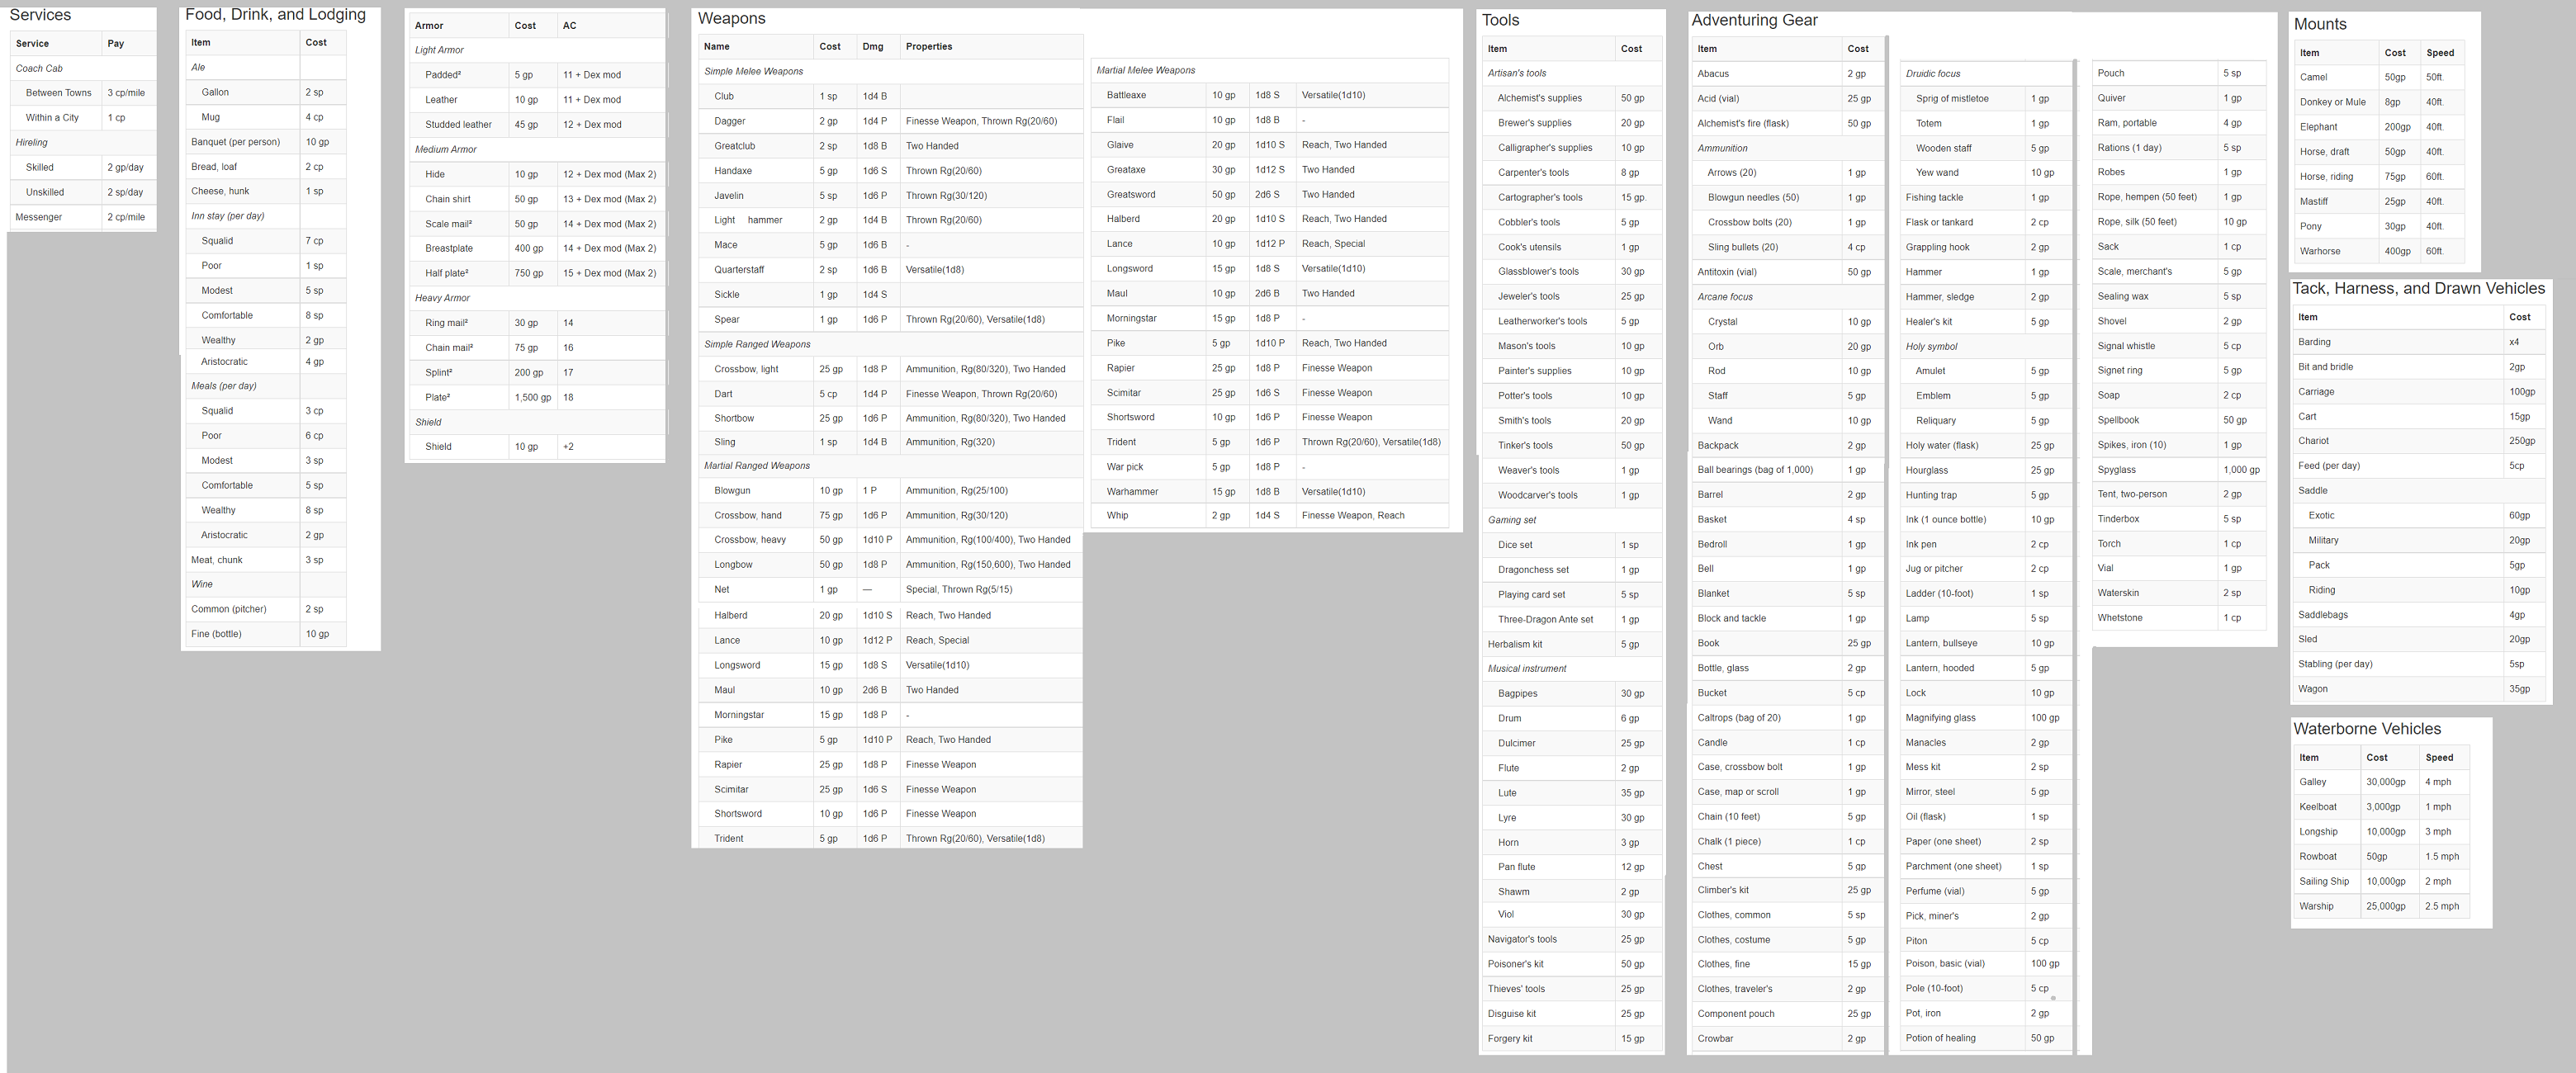 Services
Service Pay
Coach Cab
Between Towns 3 cp/mile
Within a City 1 cp
Hireling
Skilled 2 gp/day
Unskilled 2 sp/day
Messenger 2 cp/mile
Food, Drink, and Lodging
Item Cost
Ale
Gallon 2 sp
Mug 4 cp
Banquet (per person) 10 gp
Bread, loaf 2 cp
Cheese, hunk 1 sp
Inn stay (per day)
Squalid 7 cp
Poor 1 sp
Modest 5 sp
Comfortable 8 sp
Wealthy 2 gp
Aristocratic 4 gp
Meals (per day)
Squalid 3 cp
Poor 6 cp
Modest 3 sp
Comfortable 5 sp
Wealthy 8 sp
Aristocratic 2 gp
Meat, chunk 3 sp
Wine
Common (pitcher) 2 sp
Fine (bottle) 10 gp
Armor Cost AC
Light Armor
Padded² 5 gp 11 + Dex mod
Leather 10 gp 11 + Dex mod
Studded leather 45 gp 12 + Dex mod
Medium Armor
Hide 10 gp 12 + Dex mod (Max 2)
Chain shirt 50 gp 13 + Dex mod (Max 2)
Scale mail² 50 gp 14 + Dex mod (Max 2)
Breastplate 400 gp 14 + Dex mod (Max 2)
Half plate² 750 gp 15 + Dex mod (Max 2)
Heavy Armor
Ring mail² 30 gp 14
Chain mail² 75 gp 16
Splint² 200 gp 17
Plate² 1,500 gp 18
Shield
Shield 10 gp +2
Weapons
Name Cost Dmg Properties
Simple Melee Weapons
Club 1 sp 1d4 B
Dagger 2 gp 1d4 P Finesse Weapon, Thrown Rg(20/60)
Greatclub 2 sp 1d8 B Two Handed
Handaxe 5 gp 1d6 S Thrown Rg(20/60)
Javelin 5 sp 1d6 P Thrown Rg(30/120)
Light hammer 2 gp 1d4 B Thrown Rg(20/60)
Mace 5 gp 1d6 B -
Quarterstaff 2 sp 1d6 B Versatile(1d8)
Sickle 1 gp 1d4 S
Spear 1 gp 1d6 P Thrown Rg(20/60), Versatile(1d8)
Simple Ranged Weapons
Crossbow, light 25 gp 1d8 P Ammunition, Rg(80/320), Two Handed
Dart 5 cp 1d4 P Finesse Weapon, Thrown Rg(20/60)
Shortbow 25 gp 1d6 P Ammunition, Rg(80/320), Two Handed
Sling 1 sp 1d4 B Ammunition, Rg(320)
Martial Ranged Weapons
Blowgun 10 gp 1 P Ammunition, Rg(25/100)
Crossbow, hand 75 gp 1d6 P Ammunition, Rg(30/120)
Crossbow, heavy 50 gp 1d10 P Ammunition, Rg(100/400), Two Handed
Longbow 50 gp 1d8 P Ammunition, Rg(150,600), Two Handed
Net 1 gp — Special, Thrown Rg(5/15)
Halberd 20 gp 1d10 S Reach, Two Handed
Lance 10 gp 1d12 P Reach, Special
Longsword 15 gp 1d8 S Versatile(1d10)
Maul 10 gp 2d6 B Two Handed
Morningstar 15 gp 1d8 P -
Pike 5 gp 1d10 P Reach, Two Handed
Rapier 25 gp 1d8 P Finesse Weapon
Scimitar 25 gp 1d6 S Finesse Weapon
Shortsword 10 gp 1d6 P Finesse Weapon
Trident 5 gp 1d6 P Thrown Rg(20/60), Versatile(1d8)
Martial Melee Weapons
Battleaxe 10 gp 1d8 S Versatile(1d10)
Flail 10 gp 1d8 B -
Glaive 20 gp 1d10 S Reach, Two Handed
Greataxe 30 gp 1d12 S Two Handed
Greatsword 50 gp 2d6 S Two Handed
Halberd 20 gp 1d10 S Reach, Two Handed
Lance 10 gp 1d12 P Reach, Special
Longsword 15 gp 1d8 S Versatile(1d10)
Maul 10 gp 2d6 B Two Handed
Morningstar 15 gp 1d8 P -
Pike 5 gp 1d10 P Reach, Two Handed
Rapier 25 gp 1d8 P Finesse Weapon
Scimitar 25 gp 1d6 S Finesse Weapon
Shortsword 10 gp 1d6 P Finesse Weapon
Trident 5 gp 1d6 P Thrown Rg(20/60), Versatile(1d8)
War pick 5 gp 1d8 P -
Warhammer 15 gp 1d8 B Versatile(1d10)
Whip 2 gp 1d4 S Finesse Weapon, Reach
Tools
Item Cost
Artisan's tools
Alchemist's supplies 50 gp
Brewer's supplies 20 gp
Calligrapher's supplies 10 gp
Carpenter's tools 8 gp
Cartographer's tools 15 gp
Cobbler's tools 5 gp
Cook's utensils 1 gp
Glassblower's tools 30 gp
Jeweler's tools 25 gp
Leatherworker's tools 5 gp
Mason's tools 10 gp
Painter's supplies 10 gp
Potter's tools 10 gp
Smith's tools 20 gp
Tinker's tools 50 gp
Weaver's tools 1 gp
Woodcarver's tools 1 gp
Gaming set
Dice set 1 sp
Dragonchess set 1 gp
Playing card set 5 sp
Three-Dragon Ante set 1 gp
Herbalism kit 5 gp
Musical instrument
Bagpipes 30 gp
Drum 6 gp
Dulcimer 25 gp
Flute 2 gp
Lute 35 gp
Lyre 30 gp
Horn 3 gp
Pan flute 12 gp
Shawm 2 gp
Viol 30 gp
Navigator's tools 25 gp
Poisoner's kit 50 gp
Thieves' tools 25 gp
Disguise kit 25 gp
Forgery kit 15 gp
Adventuring Gear
Item Cost
Abacus 2 gp
Acid (vial) 25 gp
Alchemist's fire (flask) 50 gp
Ammunition
Arrows (20) 1 gp
Blowgun needles (50) 1 gp
Crossbow bolts (20) 1 gp
Sling bullets (20) 4 cp
Antitoxin (vial) 50 gp
Arcane focus
Crystal 10 gp
Orb 20 gp
Rod 10 gp
Staff 5 gp
Wand 10 gp
Backpack 2 gp
Ball bearings (bag of 1,000) 1 gp
Barrel 2 gp
Basket 4 sp
Bedroll 1 gp
Bell 1 gp
Blanket 5 sp
Block and tackle 1 gp
Book 25 gp
Bottle, glass 2 gp
Bucket 5 cp
Caltrops (bag of 20) 1 gp
Candle 1 cp
Case, crossbow bolt 1 gp
Case, map or scroll 1 gp
Chain (10 feet) 5 gp
Chalk (1 piece) 1 cp
Chest 5 gp
Climber's kit 25 gp
Clothes, common 5 sp
Clothes, costume 5 gp
Clothes, fine 15 gp
Clothes, traveler's 2 gp
Component pouch 25 gp
Crowbar 2 gp
Druidic focus
Sprig of mistletoe 1 gp
Totem 1 gp
Wooden staff 5 gp
Yew wand 10 gp
Fishing tackle 1 gp
Flask or tankard 2 cp
Grappling hook 2 gp
Hammer 1 gp
Hammer, sledge 2 gp
Healer's kit 5 gp
Holy symbol
Amulet 5 gp
Emblem 5 gp
Reliquary 5 gp
Holy water (flask) 25 gp
Hourglass 25 gp
Hunting trap 5 gp
Ink (1 ounce bottle) 10 gp
Ink pen 2 cp
Jug or pitcher 2 cp
Ladder (10-foot) 1 sp
Lamp 5 sp
Lantern, bullseye 10 gp
Lantern, hooded 5 gp
Lock 10 gp
Magnifying glass 100 gp
Manacles 2 gp
Mess kit 2 sp
Mirror, steel 5 gp
Oil (flask) 1 sp
Paper (one sheet) 2 sp
Parchment (one sheet) 1 sp
Perfume (vial) 5 gp
Pick, miner's 2 gp
Piton 5 cp
Poison, basic (vial) 100 gp
Pole (10-foot) 5 cp
Pot, iron 2 gp
Potion of healing 50 gp
Pouch 5 sp
Quiver 1 gp
Ram, portable 4 gp
Rations (1 day) 5 sp
Robes 1 gp
Rope, hempen (50 feet) 1 gp
Rope, silk (50 feet) 10 gp
Sack 1 cp
Scale, merchant's 5 gp
Sealing wax 5 sp
Shovel 2 gp
Signal whistle 5 cp
Signet ring 5 gp
Soap 2 cp
Spellbook 50 gp
Spikes, iron (10) 1 gp
Spyglass 1,000 gp
Tent, two-person 2 gp
Tinderbox 5 sp
Torch 1 cp
Vial 1 gp
Waterskin 2 sp
Whetstone 1 cp
Mounts
Item Cost Speed
Camel 50gp 50ft.
Donkey or Mule 8gp 40ft.
Elephant 200gp 40ft.
Horse, draft 50gp 40ft.
Horse, riding 75gp 60ft.
Mastiff 25gp 40ft.
Pony 30gp 40ft.
Warhorse 400gp 60ft.
Tack, Harness, and Drawn Vehicles
Item Cost
Barding x4
Bit and bridle 2gp
Carriage 100gp
Cart 15gp
Chariot 250gp
Feed (per day) 5cp
Saddle
Exotic 60gp
Military 20gp
Pack 5gp
Riding 10gp
Saddlebags 4gp
Sled 20gp
Stabling (per day) 5sp
Wagon 35gp
Waterborne Vehicles
Item Cost Speed
Galley 30,000gp 4 mph
Keelboat 3,000gp 1 mph
Longship 10,000gp 3 mph
Rowboat 50gp 1.5 mph
Sailing Ship 10,000gp 2 mph
Warship 25,000gp 2.5 mph